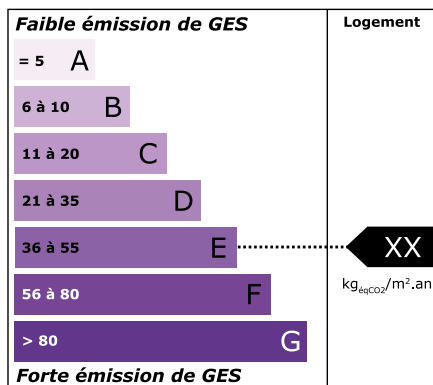 Faible émission de GES
Logement
= 5 A
6 à 10 B
11 à 20 C
21 à 35 D
36 à 55 E
XX
kgéqCO2/m².an
56 à 80 F
> 80 G
Forte émission de GES